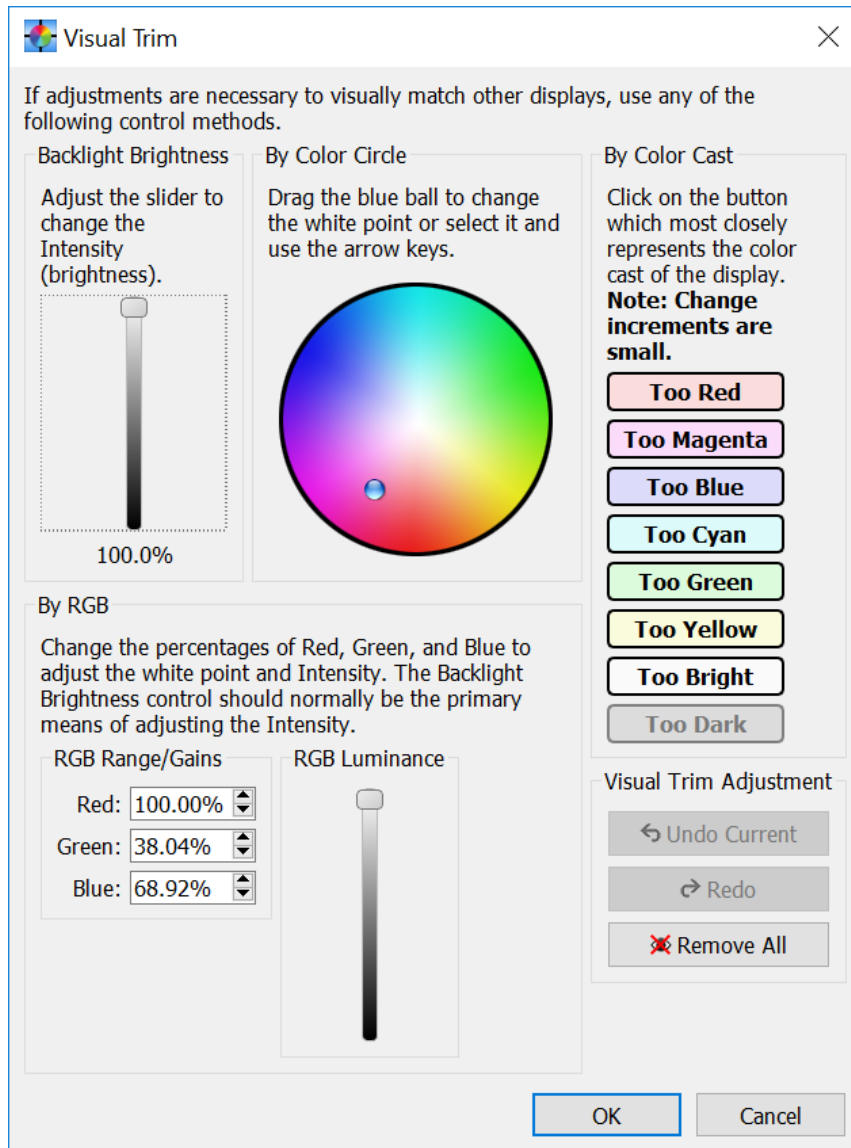 Visual Trim
If adjustments are necessary to visually match other displays, use any of the
following control methods.
Backlight Brightness
Adjust the slider to
change the
Intensity
(brightness).
100.0%
By Color Circle
Drag the blue ball to change
the white point or select it and
use the arrow keys.
By Color Cast
Click on the button
which most closely
represents the color
cast of the display.
Note: Change
increments are
small.
Too Red
Too Magenta
Too Blue
Too Cyan
Too Green
Too Yellow
Too Bright
Too Dark
By RGB
Change the percentages of Red, Green, and Blue to
adjust the white point and Intensity. The Backlight
Brightness control should normally be the primary
means of adjusting the Intensity.
RGB Range/Gains
Red: 100.00%
Green: 38.04%
Blue: 68.92%
RGB Luminance
Visual Trim Adjustment
Undo Current
Redo
Remove All
OK
Cancel